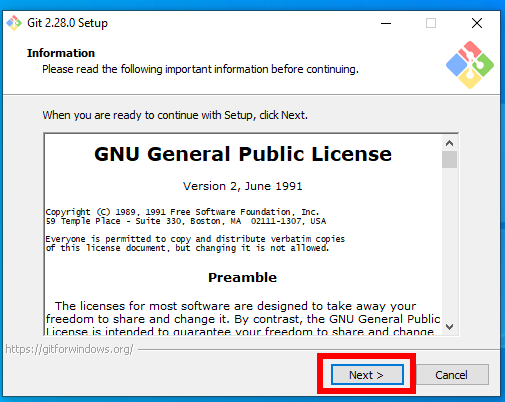 Git 2.28.0 Setup
Information
Please read the following important information before continuing.
When you are ready to continue with Setup, click Next.
GNU General Public License
Version 2, June 1991
Copyright (C) 1989, 1991 Free Software Foundation, Inc.
59 Temple Place - Suite 330, Boston, MA  02111-1307, USA
Everyone is permitted to copy and distribute verbatim copies
of this license document, but changing it is not allowed.
Preamble
The licenses for most software are designed to take away your
freedom to share and change it. By contrast, the GNU General Public
License is intended to guarantee your freedom to share and change
https://gitforwindows.org/
Next >
Cancel